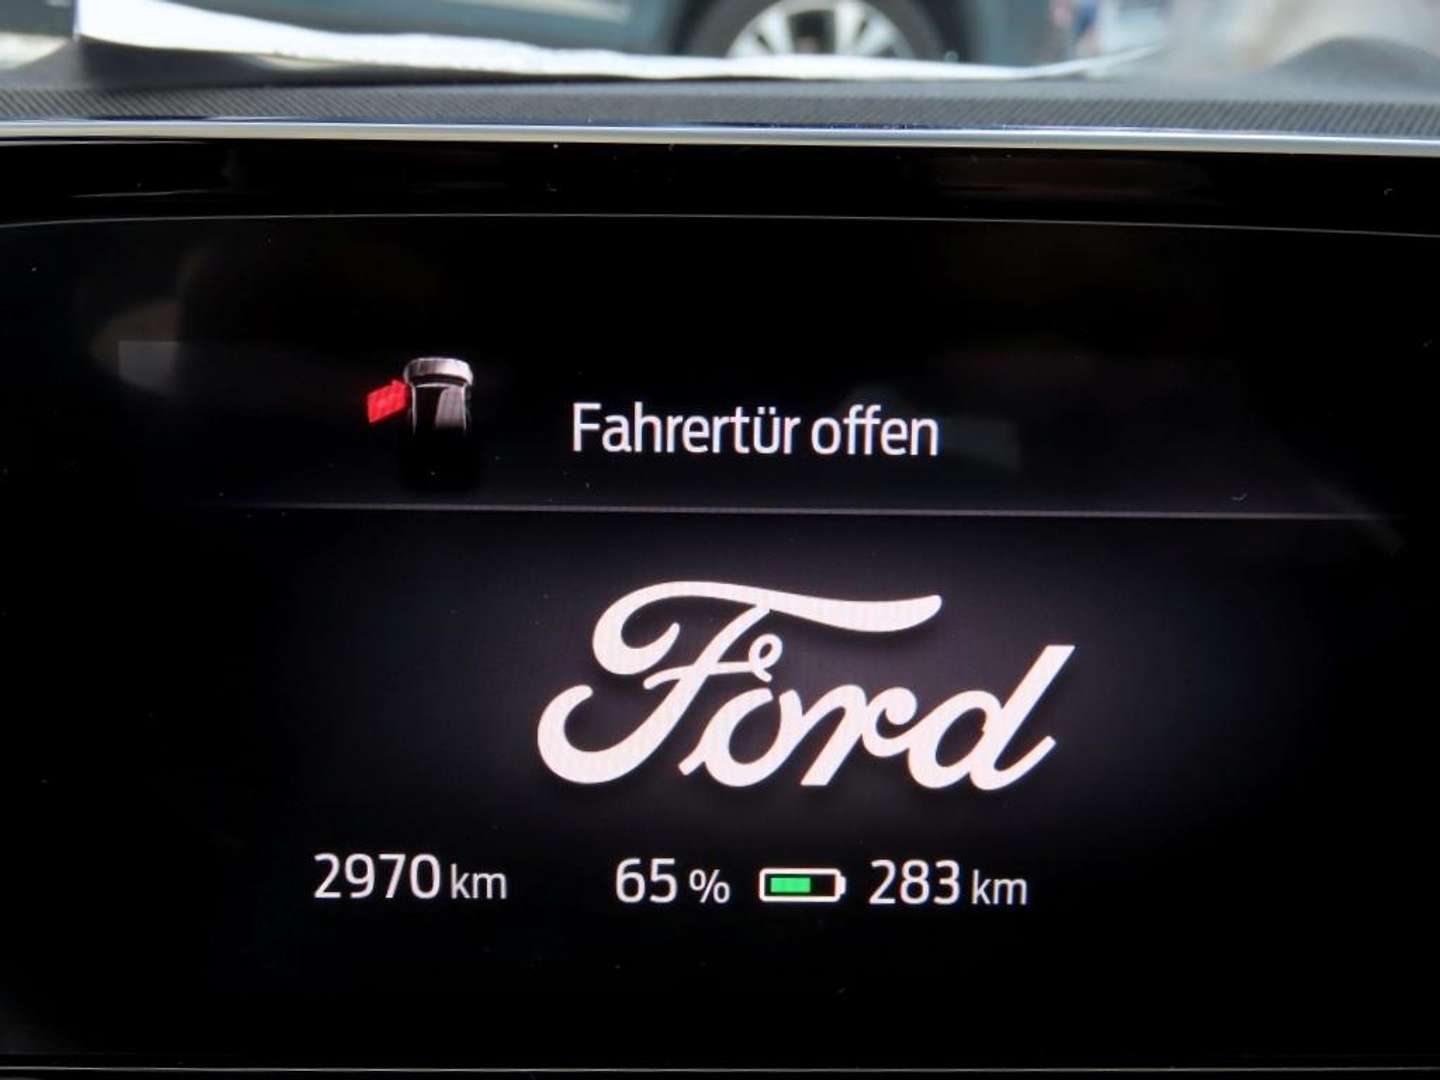 Fahrertür offen
Ford
2970 km 65 % 283 km